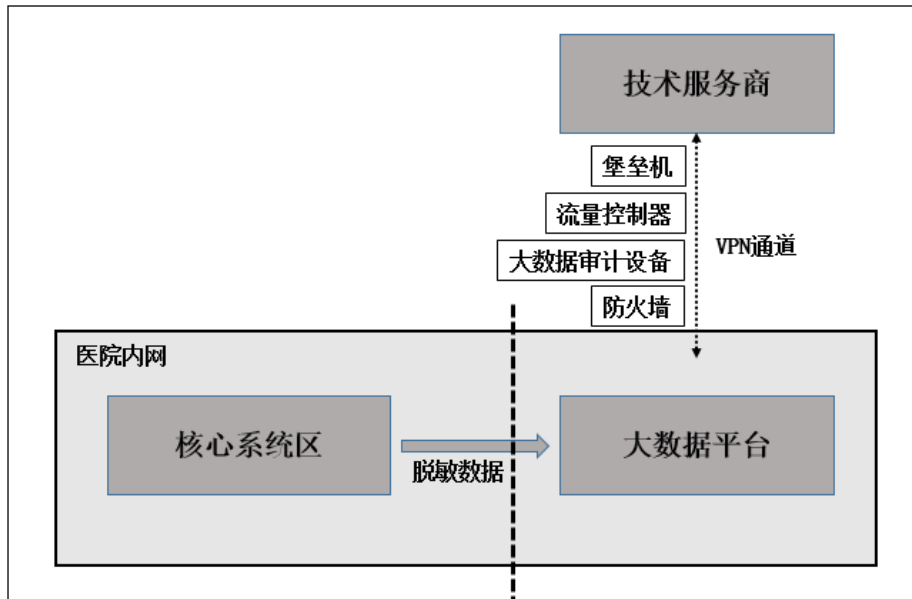 技术服务商
堡垒机
流量控制器
VPN通道
大数据审计设备
防火墙
医院内网
核心系统区
脱敏数据
大数据平台